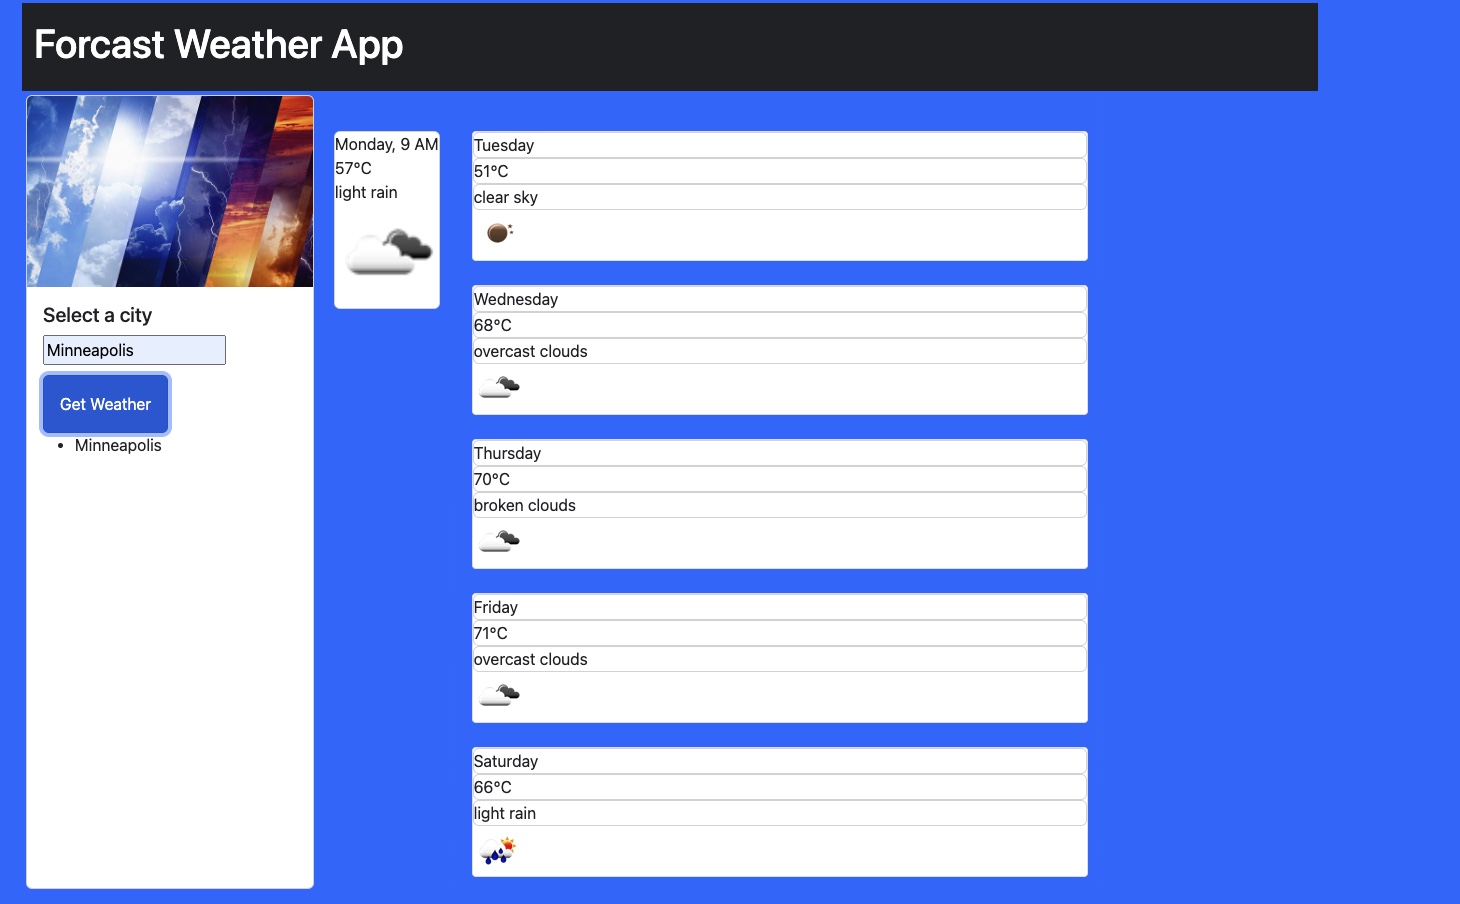 Forcast Weather App
Select a city
Minneapolis
Get Weather
• Minneapolis
Monday, 9 AM
57°C
light rain
Tuesday
51°C
clear sky
Wednesday
68°C
overcast clouds
Thursday
70°C
broken clouds
Friday
71°C
overcast clouds
Saturday
66°C
light rain